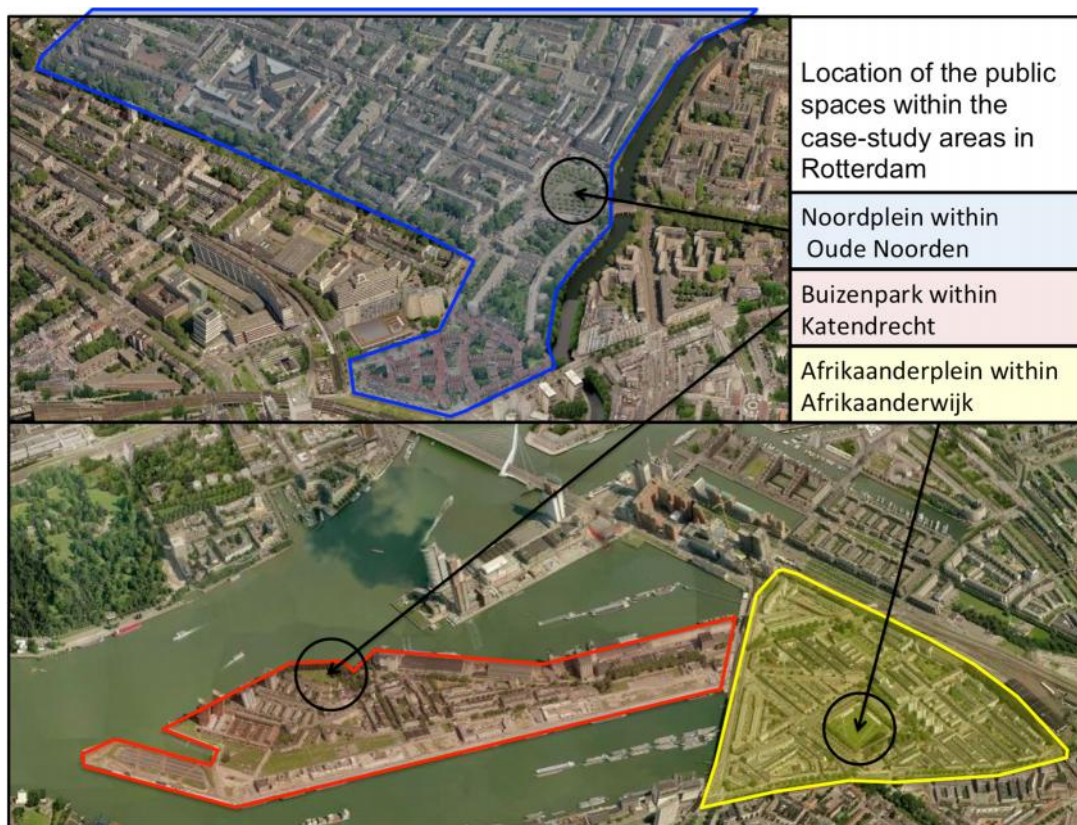 Location of the public
spaces within the
case-study areas in
Rotterdam
Noordplein within
Oude Noorden
Buizenpark within
Katendrecht
Afrikaanderplein within
Afrikaanderwijk